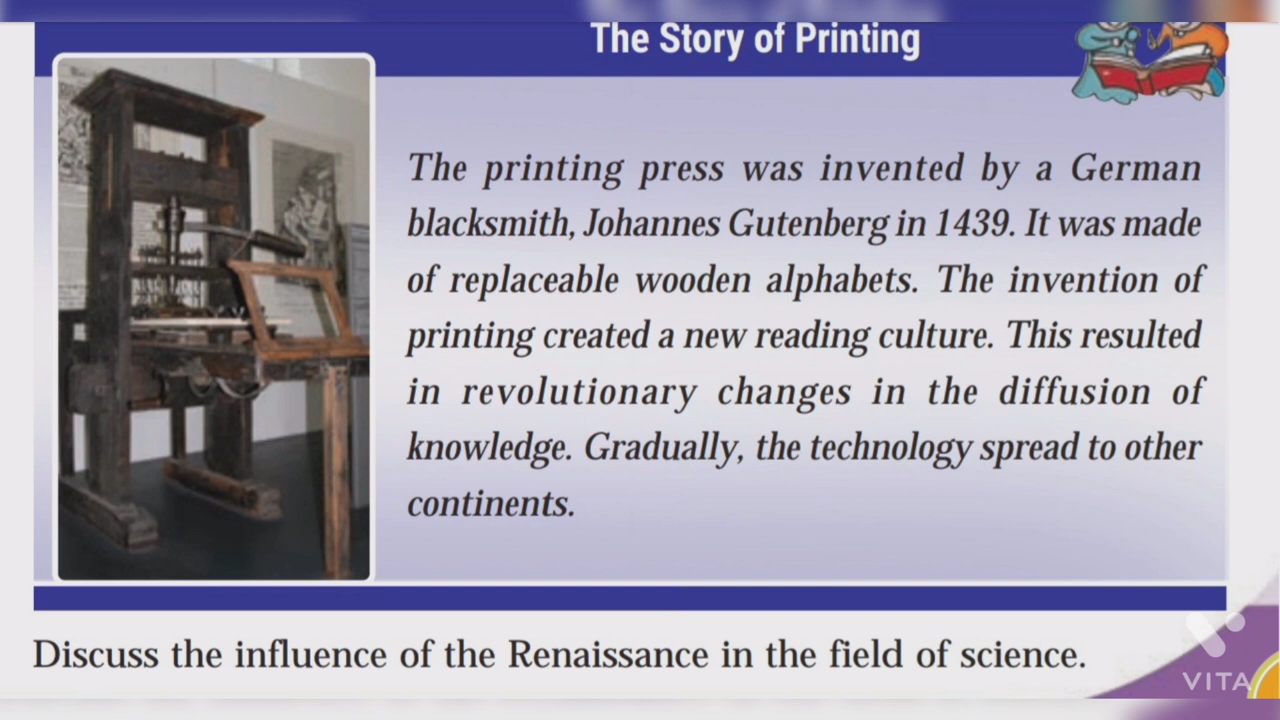 The Story of Printing
The printing press was invented by a German
blacksmith, Johannes Gutenberg in 1439. It was made
of replaceable wooden alphabets. The invention of
printing created a new reading culture. This resulted
in revolutionary changes in the diffusion of
knowledge. Gradually, the technology spread to other
continents.
Discuss the influence of the Renaissance in the field of science.
VITA